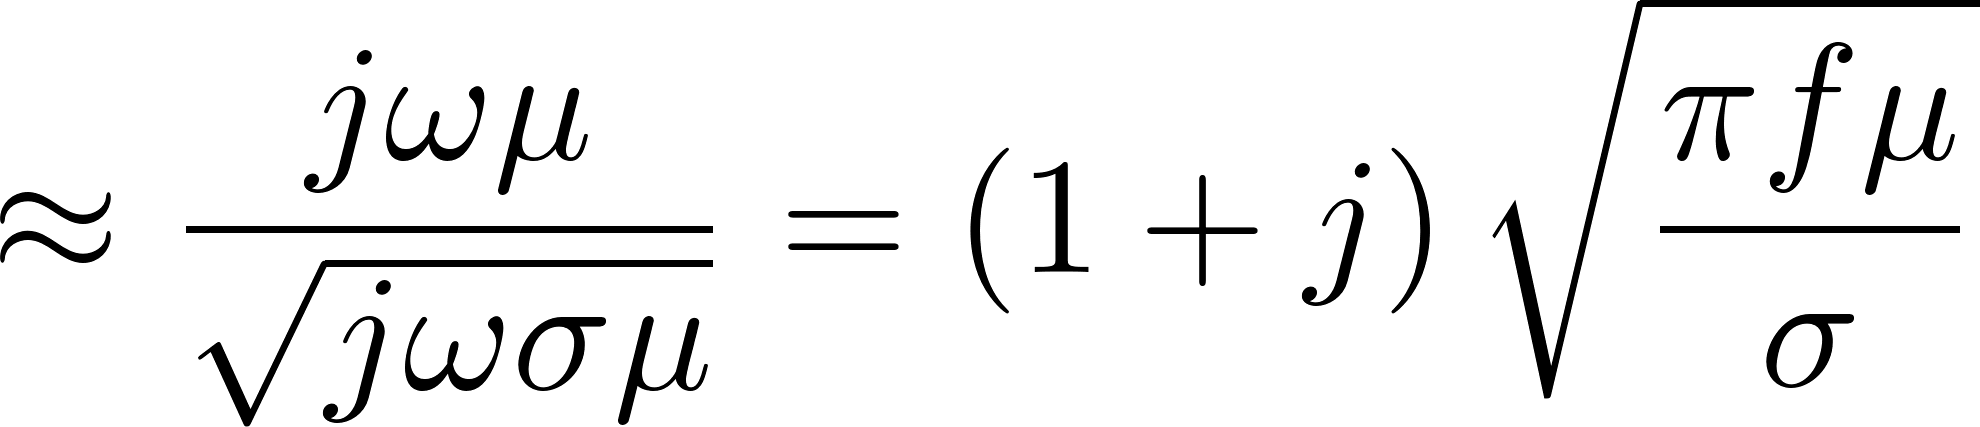 ≈ jωμ / √(jωσμ) = (1 + j) √(πfμ / σ)